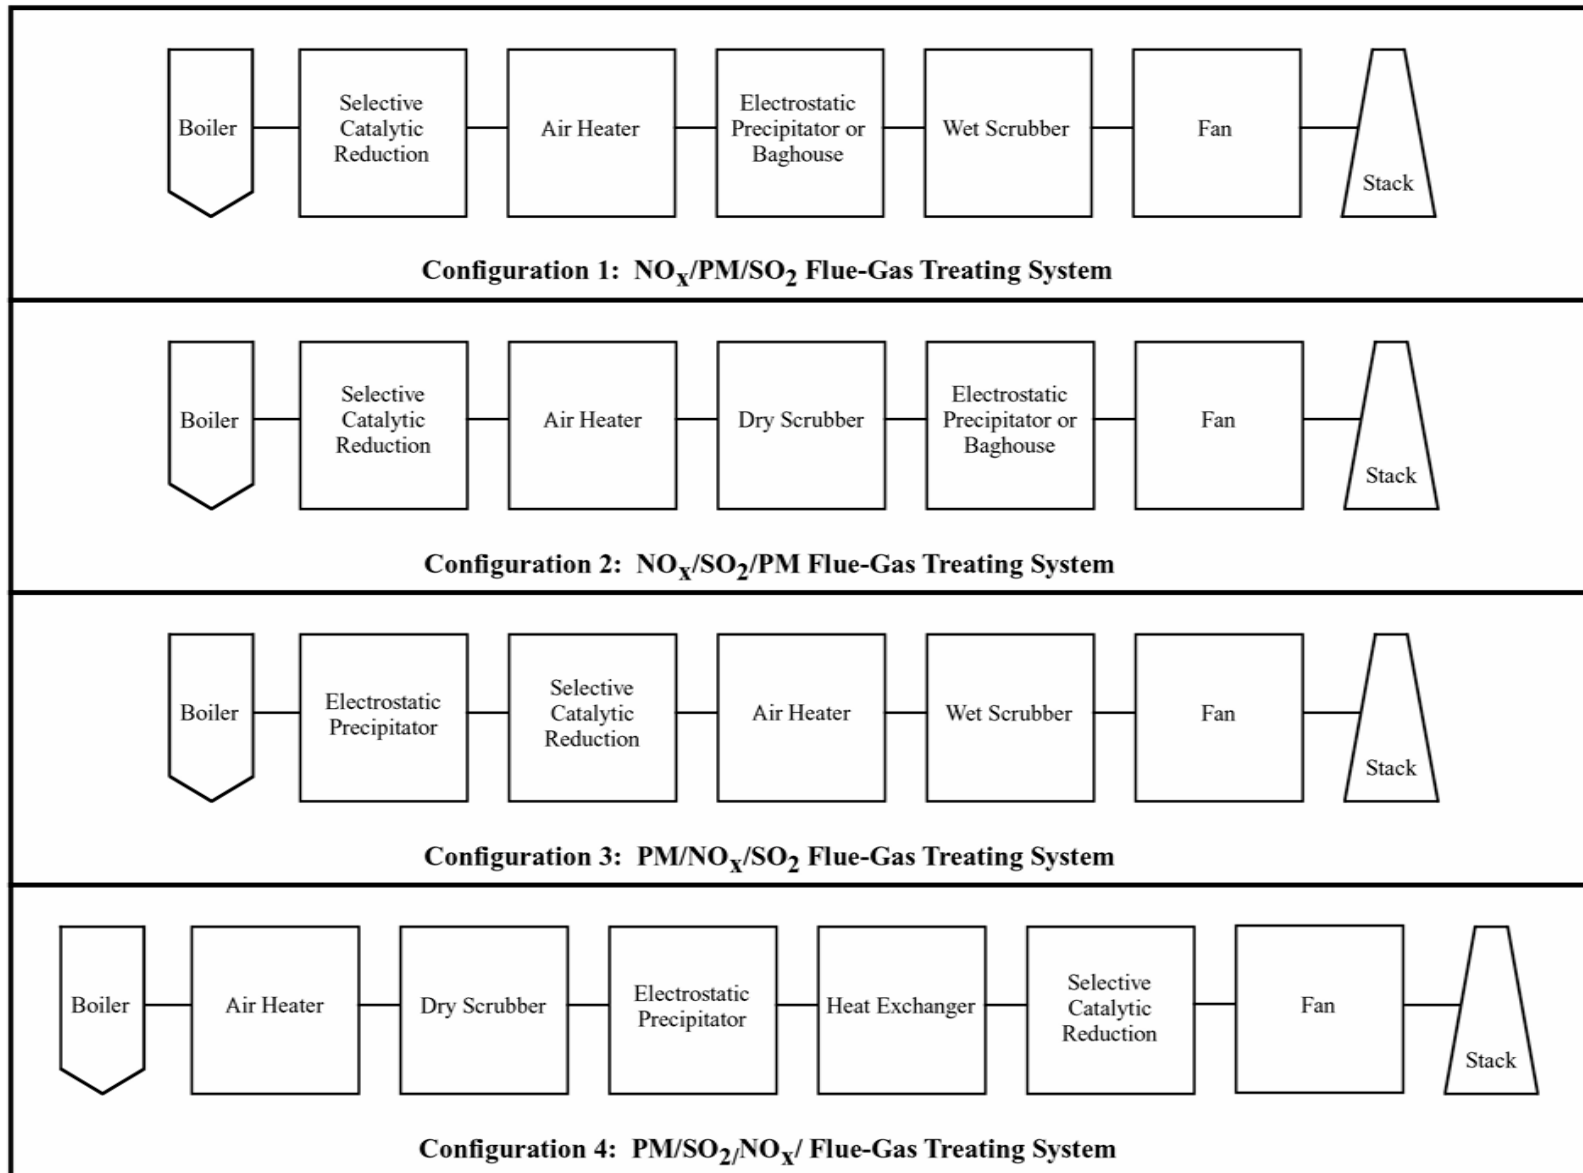 Boiler
Selective
Catalytic
Reduction
Air Heater
Electrostatic
Precipitator or
Baghouse
Wet Scrubber
Fan
Stack
Configuration 1: NOx/PM/SO2 Flue-Gas Treating System
Boiler
Selective
Catalytic
Reduction
Air Heater
Dry Scrubber
Electrostatic
Precipitator or
Baghouse
Fan
Stack
Configuration 2: NOx/SO2/PM Flue-Gas Treating System
Boiler
Electrostatic
Precipitator
Selective
Catalytic
Reduction
Air Heater
Wet Scrubber
Fan
Stack
Configuration 3: PM/NOx/SO2 Flue-Gas Treating System
Boiler
Air Heater
Dry Scrubber
Electrostatic
Precipitator
Heat Exchanger
Selective
Catalytic
Reduction
Fan
Stack
Configuration 4: PM/SO2/NOx/ Flue-Gas Treating System